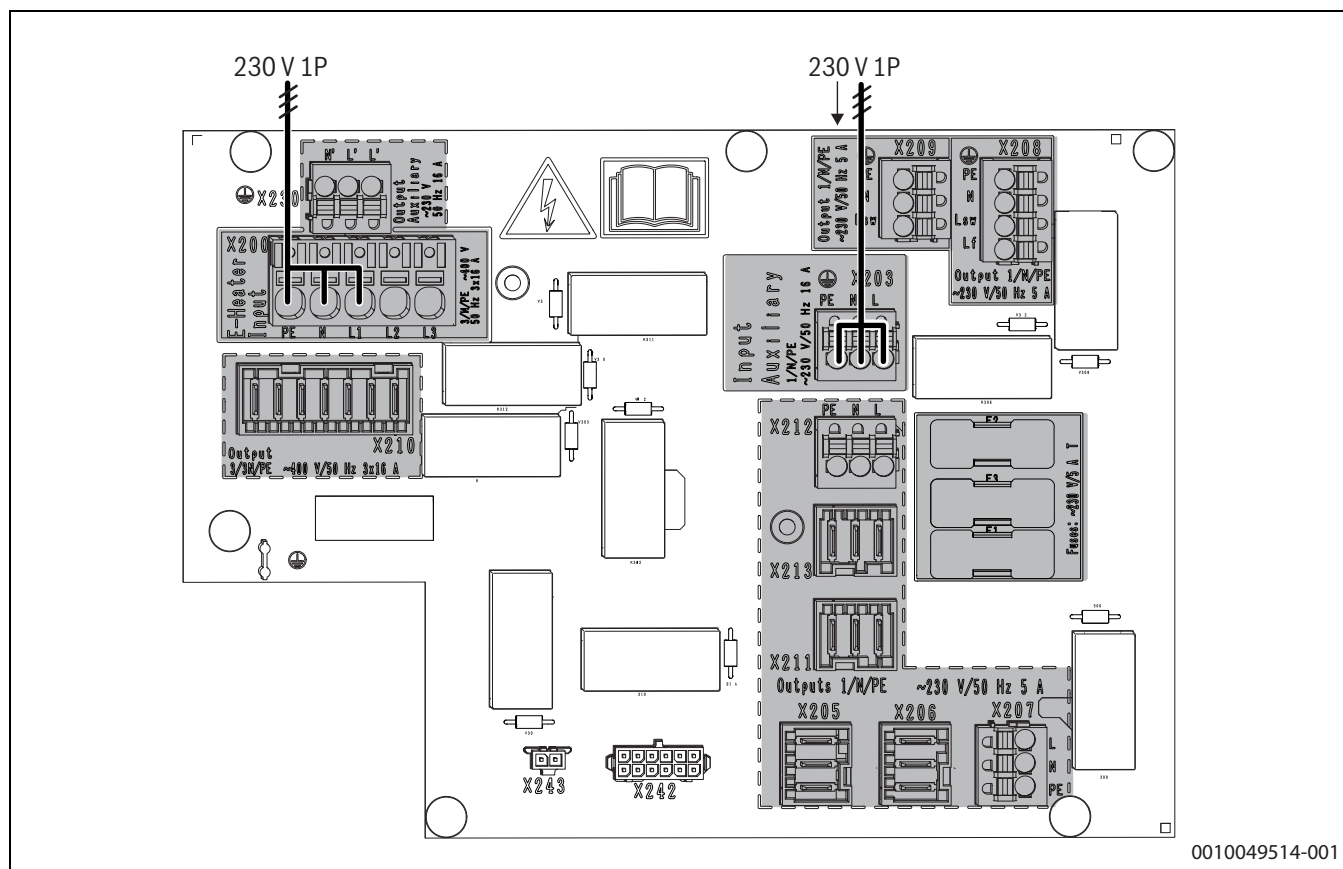 230 V 1P
230 V 1P
N' L' L'
X230
Output
Auxiliary
~230 V
50 Hz 16 A
X200
E-Heater
Input
3/N/PE ~400 V
50 Hz 3x16 A
PE N L1 L2 L3
X210
Output
3/3N/PE ~400 V/50 Hz 3x16 A
Output 1/N/PE
~230 V/50 Hz 5 A
X209
X208
PE
N
Output 1/N/PE
~230 V/50 Hz 5 A
Input
Auxiliary
1/N/PE
~230 V/50 Hz 16 A
X203
PE N L
K311
K312
V303
X212
PE N L
X213
X211
F2
F3
F1
Fuses: ~230 V/5 A T
Outputs 1/N/PE ~230 V/50 Hz 5 A
X205 X206 X207
L
N
PE
X243
X242
0010049514-001